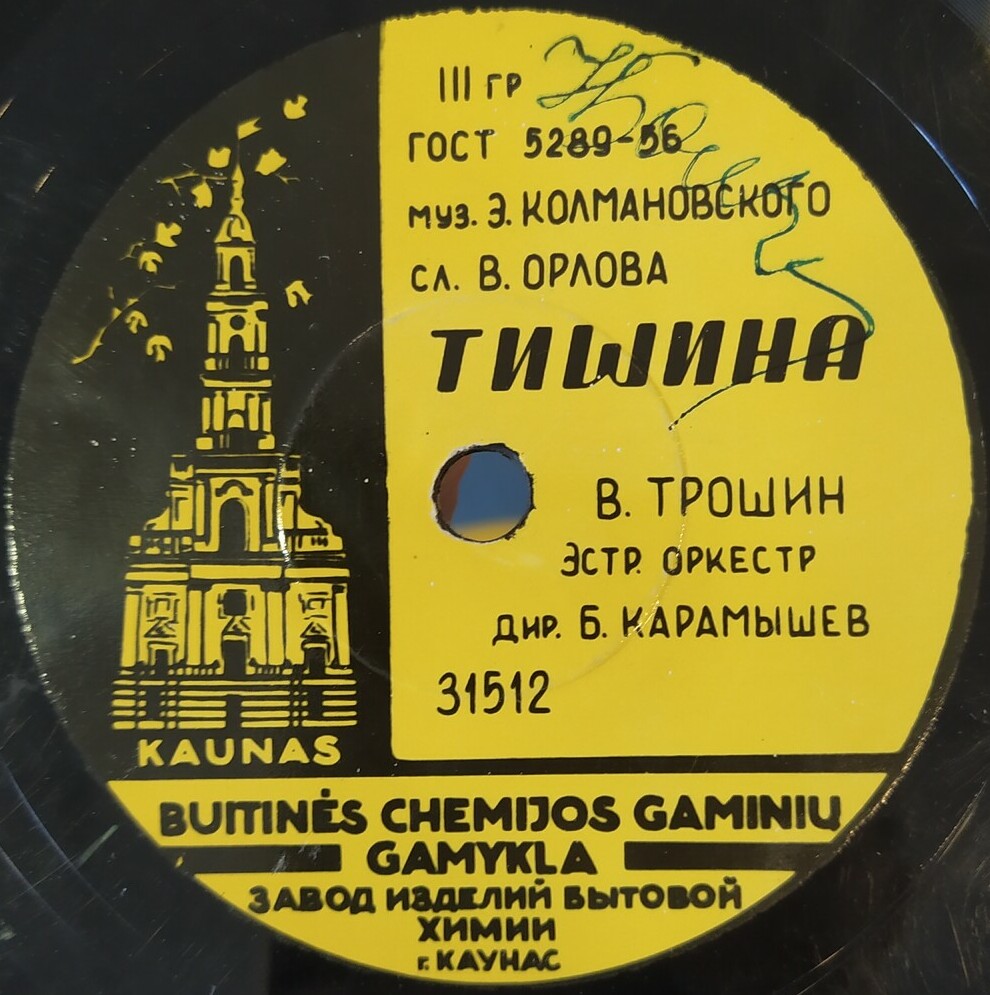 III гр
ГОСТ 5289-56
муз. Э. КОЛМАНОВСКОГО
сл. В. ОРЛОВА
ТИШИНА
В. ТРОШИН
ЭСТР. ОРКЕСТР
дир. Б. КАРАМЫШЕВ
31512
KAUNAS
BUITINĖS CHEMIJOS GAMINIŲ
GAMYKLA
ЗАВОД ИЗДЕЛИЙ БЫТОВОЙ
ХИМИИ
г. КАУНАС